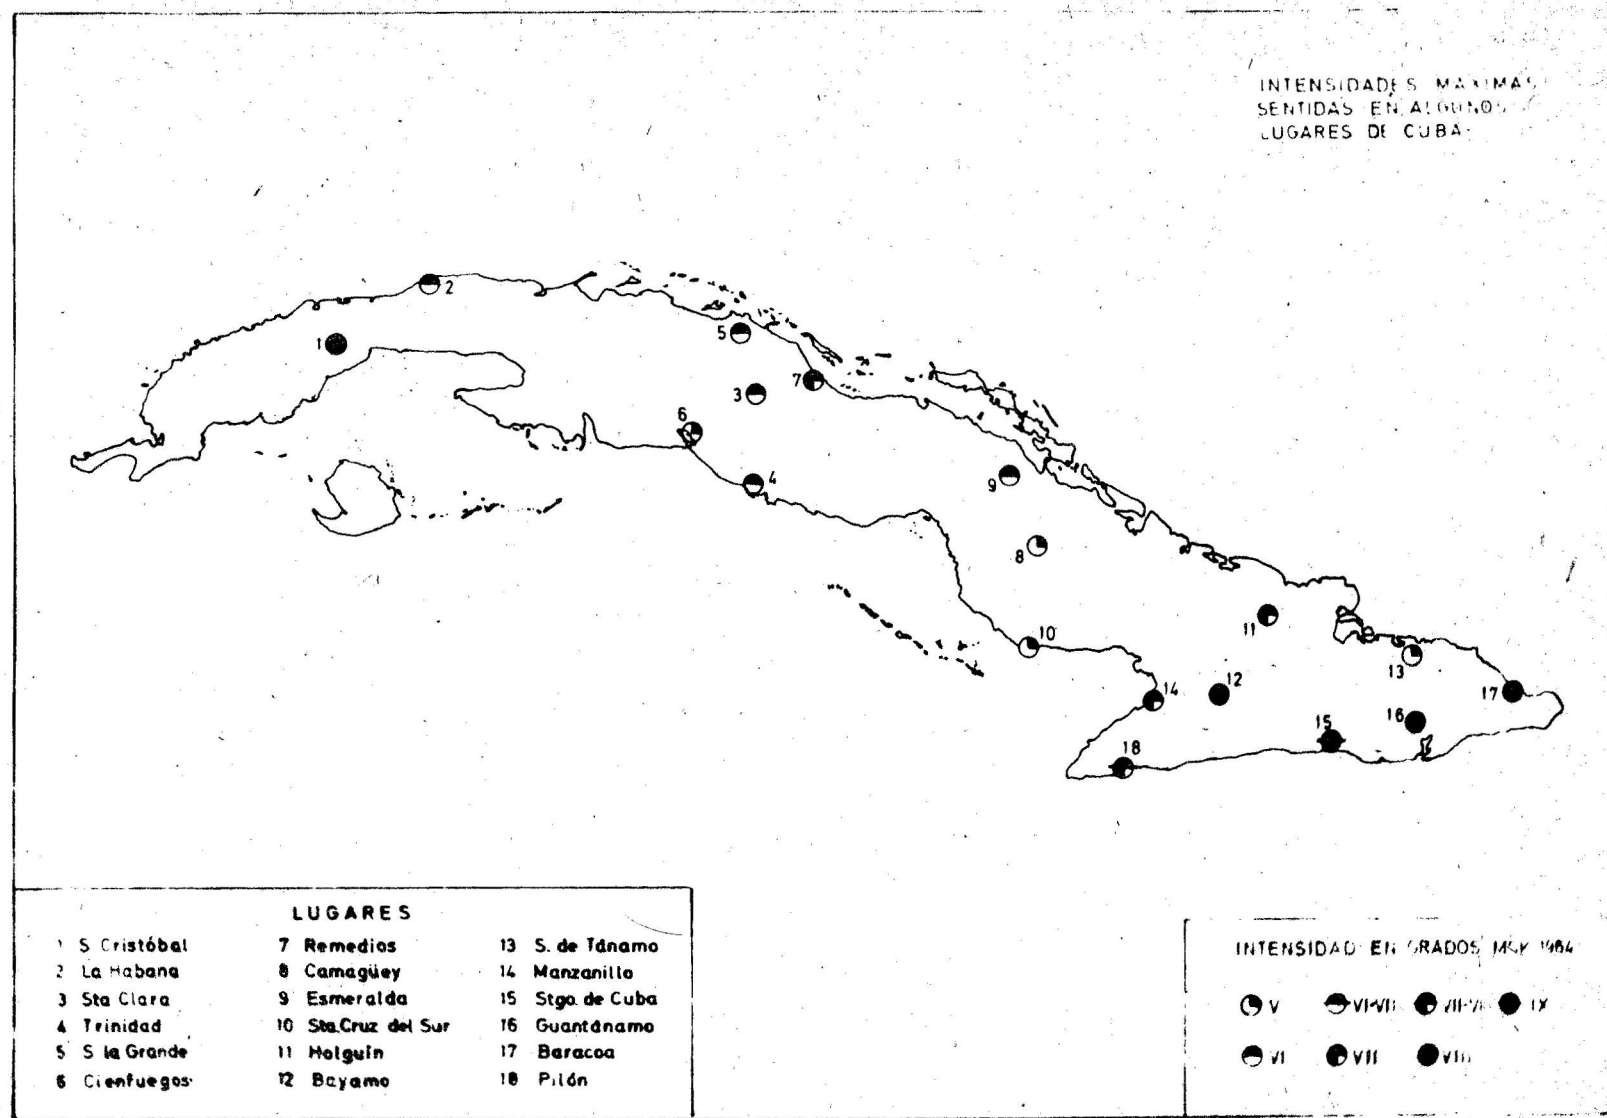 INTENSIDADES MAXIMAS
SENTIDAS EN ALGUNOS
LUGARES DE CUBA
2
1
5
3
7
6
4
9
8
10
11
13
14
12
17
15
16
18
LUGARES
1 S Cristóbal
2 La Habana
3 Sta Clara
4 Trinidad
5 S la Grande
6 Cienfuegos
7 Remedios
8 Camagüey
9 Esmeralda
10 Sta.Cruz del Sur
11 Holguín
12 Bayamo
13 S. de Tánamo
14 Manzanillo
15 Stgo. de Cuba
16 Guantánamo
17 Baracoa
18 Pilón
INTENSIDAD EN GRADOS MSK 1964
V VI-VII IX
VI VII VIII